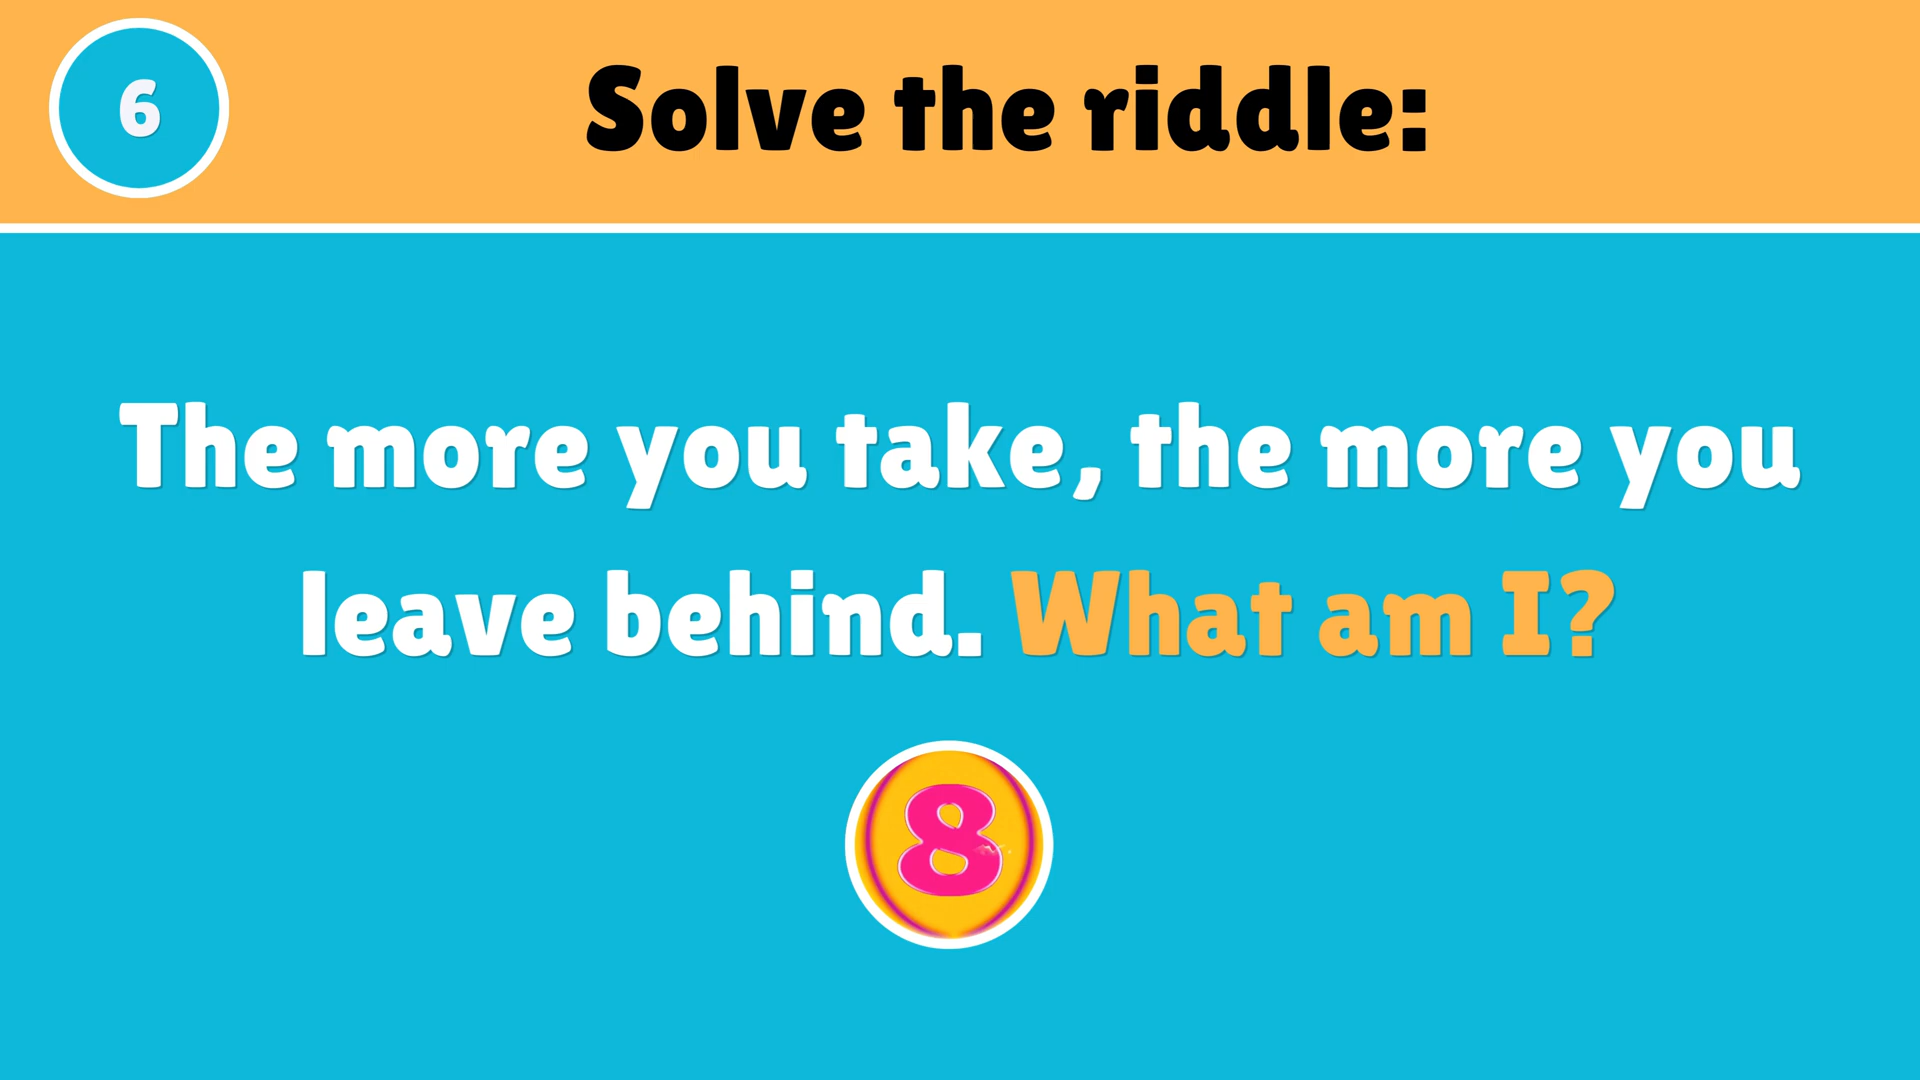 6
Solve the riddle:
The more you take, the more you
leave behind. What am I?
8